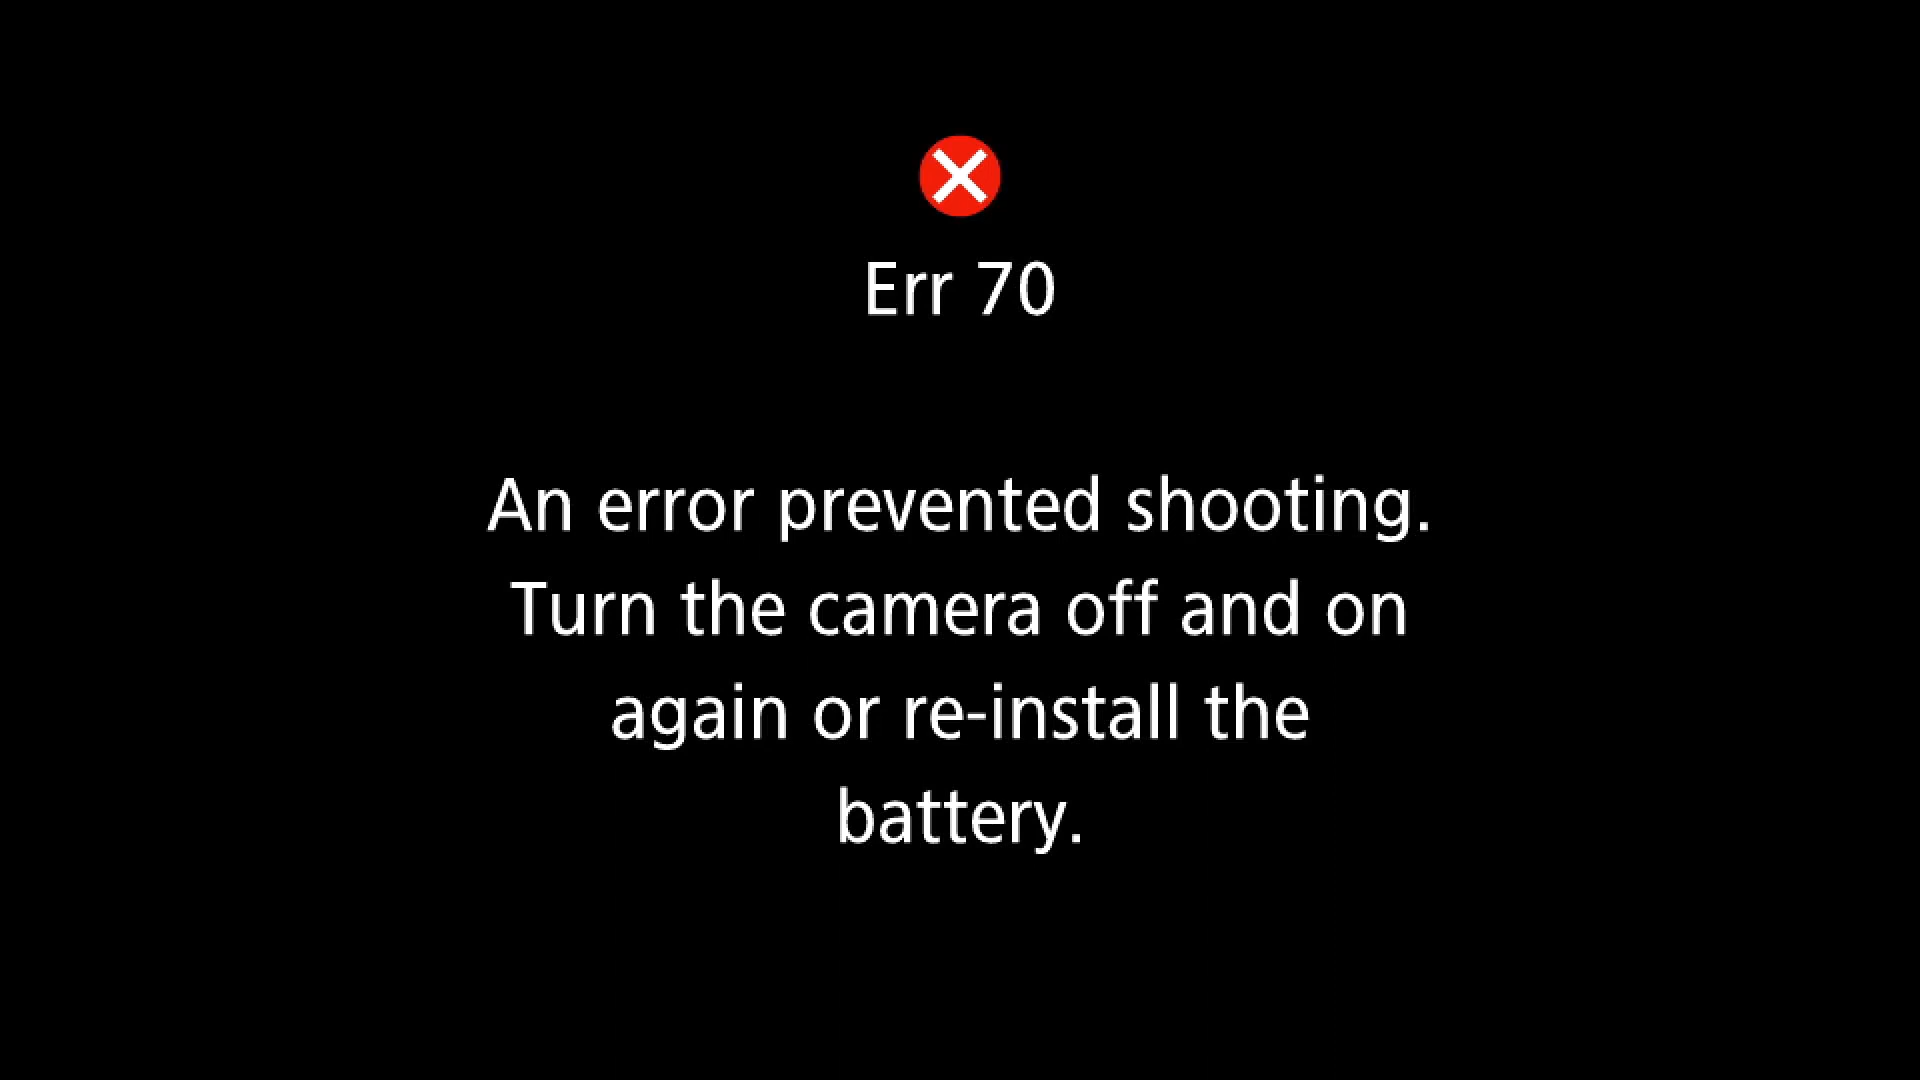 Err 70
An error prevented shooting.
Turn the camera off and on
again or re-install the
battery.